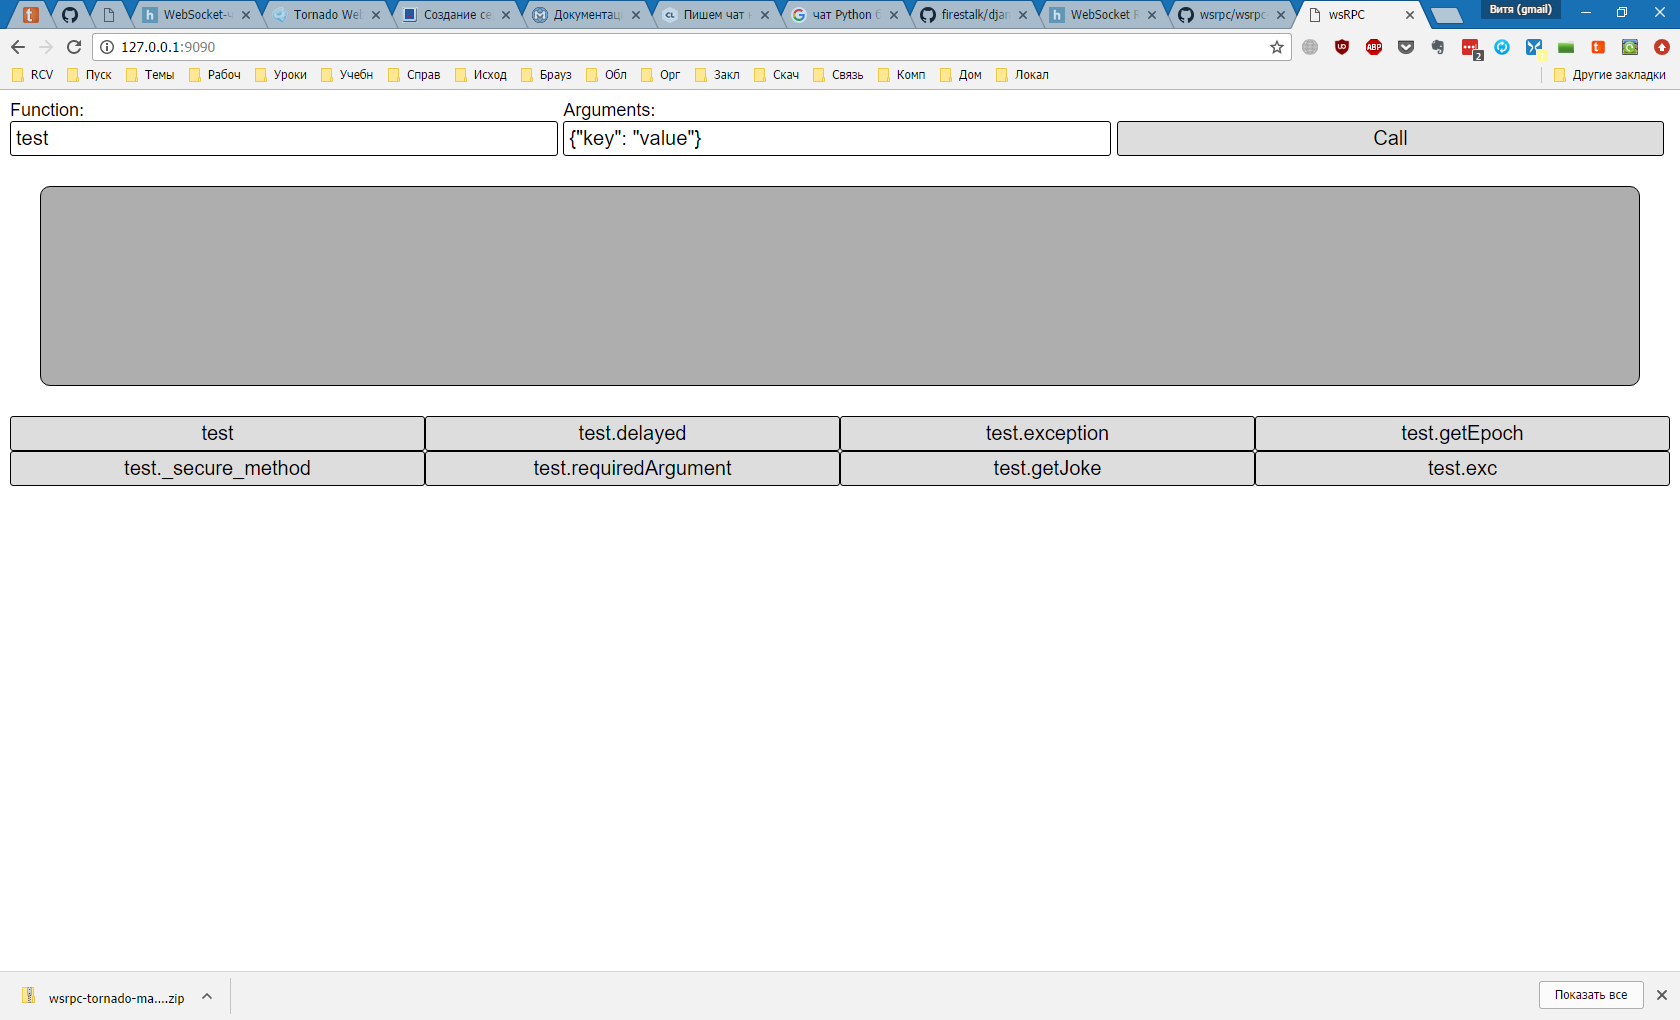 WebSocket-ч
Tornado We
Создание се
Документац
Пишем чат н
чат Python
firestalk/djan
WebSocket
wsrpc/wsrpc
wsRPC
Витя (gmail)
127.0.0.1:9090
2
RCV Пуск Темы Рабоч Уроки Учебн Справ Исход Брауз Обл Орг Закл Скач Связь Комп Дом Локал Другие закладки
Function: Arguments:
test {"key": "value"} Call
test test.delayed test.exception test.getEpoch
test._secure_method test.requiredArgument test.getJoke test.exc
wsrpc-tornado-ma....zip Показать все